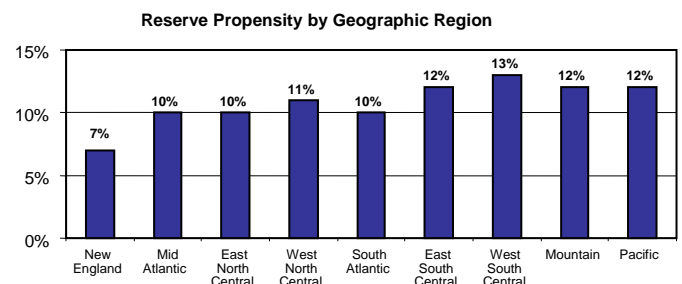 Reserve Propensity by Geographic Region
15%
10%
5%
0%
7%
10%
10%
11%
10%
12%
13%
12%
12%
New
England
Mid
Atlantic
East
North
Central
West
North
Central
South
Atlantic
East
South
Central
West
South
Central
Mountain
Pacific